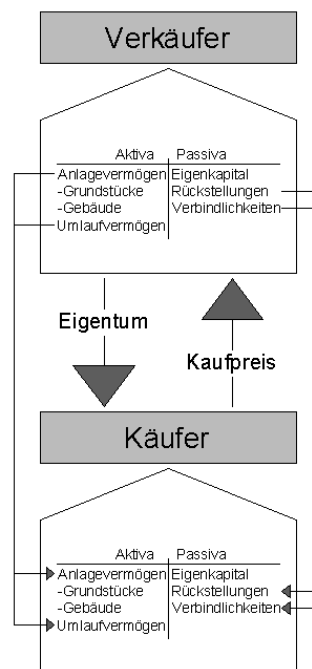 Verkäufer
Aktiva Passiva
Anlagevermögen Eigenkapital
-Grundstücke Rückstellungen
-Gebäude Verbindlichkeiten
Umlaufvermögen
Eigentum
Kaufpreis
Käufer
Aktiva Passiva
Anlagevermögen Eigenkapital
-Grundstücke Rückstellungen
-Gebäude Verbindlichkeiten
Umlaufvermögen